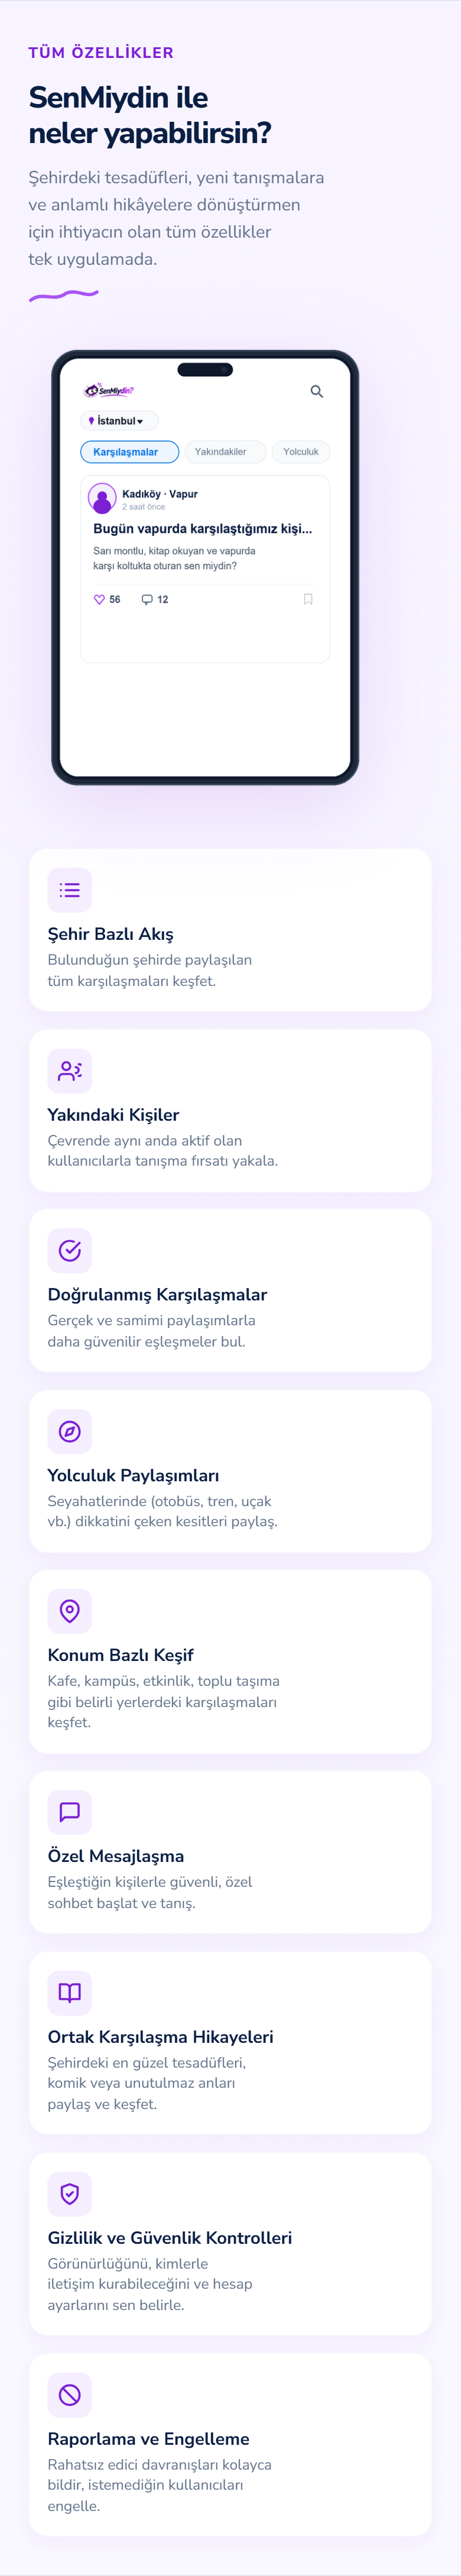 TÜM ÖZELLİKLER
SenMiydin ile
neler yapabilirsin?
Şehirdeki tesadüfleri, yeni tanışmalara
ve anlamlı hikâyelere dönüştürmen
için ihtiyacın olan tüm özellikler
tek uygulamada.
SenMiydin?
İstanbul
Karşılaşmalar
Yakındakiler
Yolculuk
Kadıköy · Vapur
2 saat önce
Bugün vapurda karşılaştığımız kişi...
Sarı montlu, kitap okuyan ve vapurda
karşı koltukta oturan sen miydin?
56
12
Şehir Bazlı Akış
Bulunduğun şehirde paylaşılan
tüm karşılaşmaları keşfet.
Yakındaki Kişiler
Çevrende aynı anda aktif olan
kullanıcılarla tanışma fırsatı yakala.
Doğrulanmış Karşılaşmalar
Gerçek ve samimi paylaşımlarla
daha güvenilir eşleşmeler bul.
Yolculuk Paylaşımları
Seyahatlerinde (otobüs, tren, uçak
vb.) dikkatini çeken kesitleri paylaş.
Konum Bazlı Keşif
Kafe, kampüs, etkinlik, toplu taşıma
gibi belirli yerlerdeki karşılaşmaları
keşfet.
Özel Mesajlaşma
Eşleştiğin kişilerle güvenli, özel
sohbet başlat ve tanış.
Ortak Karşılaşma Hikayeleri
Şehirdeki en güzel tesadüfleri,
komik veya unutulmaz anları
paylaş ve keşfet.
Gizlilik ve Güvenlik Kontrolleri
Görünürlüğünü, kimlerle
iletişim kurabileceğini ve hesap
ayarlarını sen belirle.
Raporlama ve Engelleme
Rahatsız edici davranışları kolayca
bildir, istemediğin kullanıcıları
engelle.